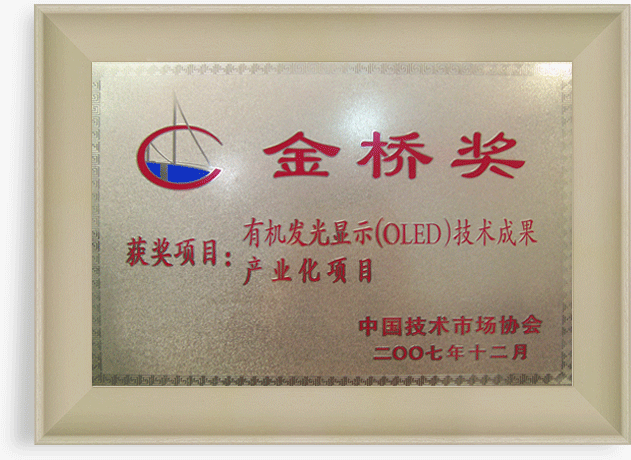 金桥奖
获奖项目：有机发光显示(OLED)技术成果
产业化项目
中国技术市场协会
二〇〇七年十二月